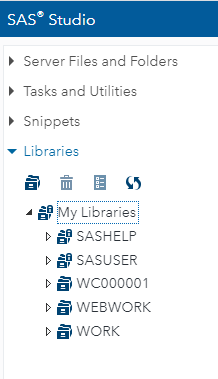 SAS® Studio
Server Files and Folders
Tasks and Utilities
Snippets
Libraries
My Libraries
SASHELP
SASUSER
WC000001
WEBWORK
WORK